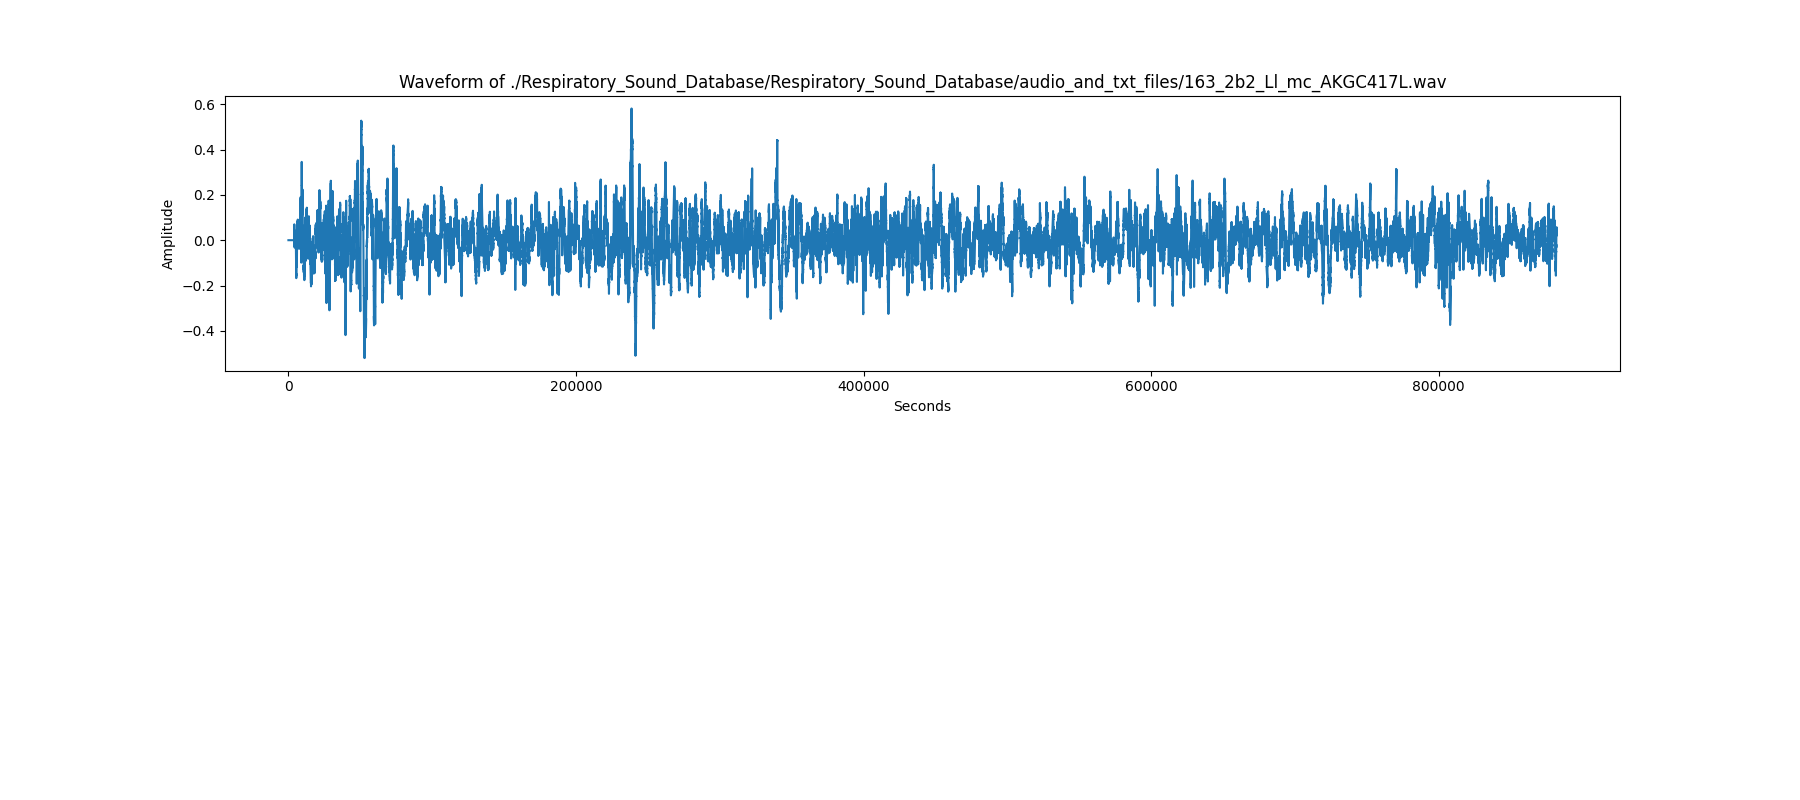 Waveform of ./Respiratory_Sound_Database/Respiratory_Sound_Database/audio_and_txt_files/163_2b2_Ll_mc_AKGC417L.wav
0.6
0.4
0.2
0.0
−0.2
−0.4
Amplitude
0 200000 400000 600000 800000
Seconds